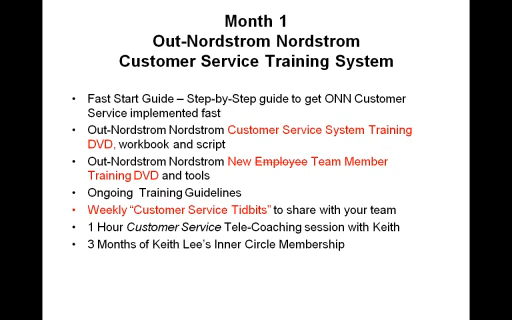 Month 1
Out-Nordstrom Nordstrom
Customer Service Training System
• Fast Start Guide – Step-by-Step guide to get ONN Customer
Service implemented fast
• Out-Nordstrom Nordstrom Customer Service System Training
DVD, workbook and script
• Out-Nordstrom Nordstrom New Employee Team Member
Training DVD and tools
• Ongoing Training Guidelines
• Weekly “Customer Service Tidbits” to share with your team
• 1 Hour Customer Service Tele-Coaching session with Keith
• 3 Months of Keith Lee’s Inner Circle Membership